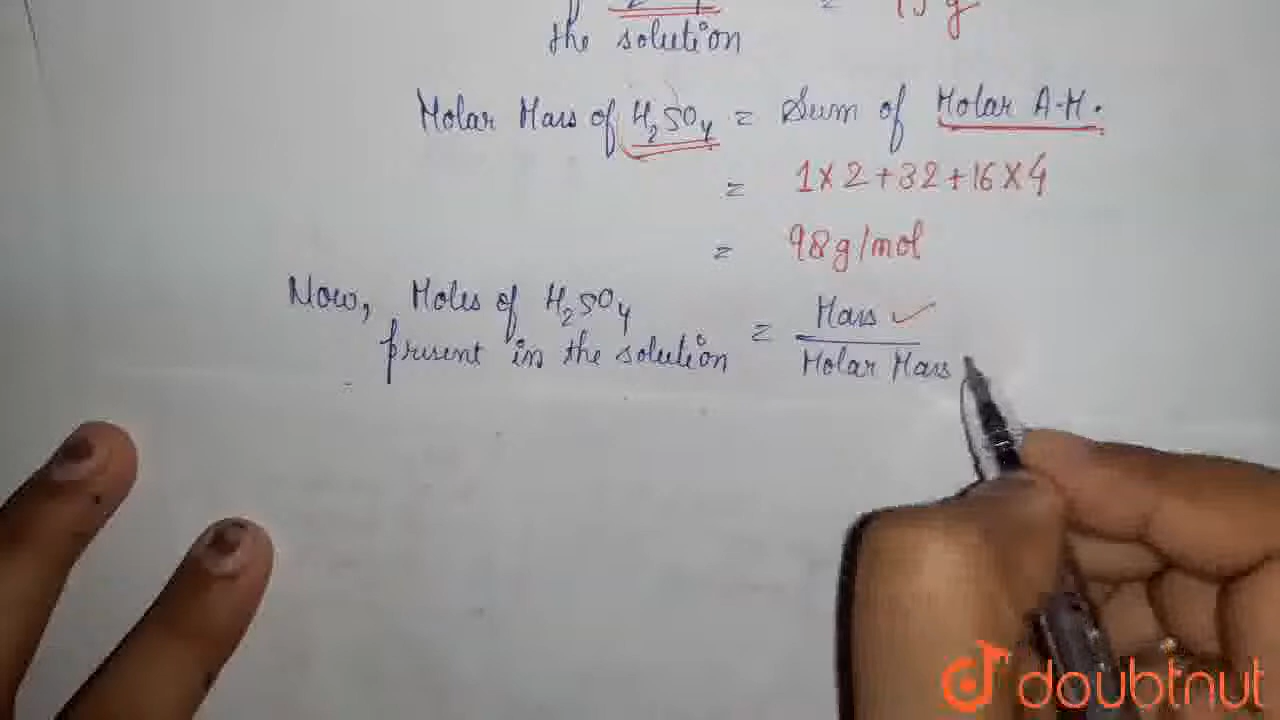 = 13 g
the solution
Molar Mass of H2SO4 = Sum of Molar A.M.
= 1×2+32+16×4
= 98g/mol
Now, Moles of H2SO4 present in the solution = Mass ✓ / Molar Mass
doubtnut